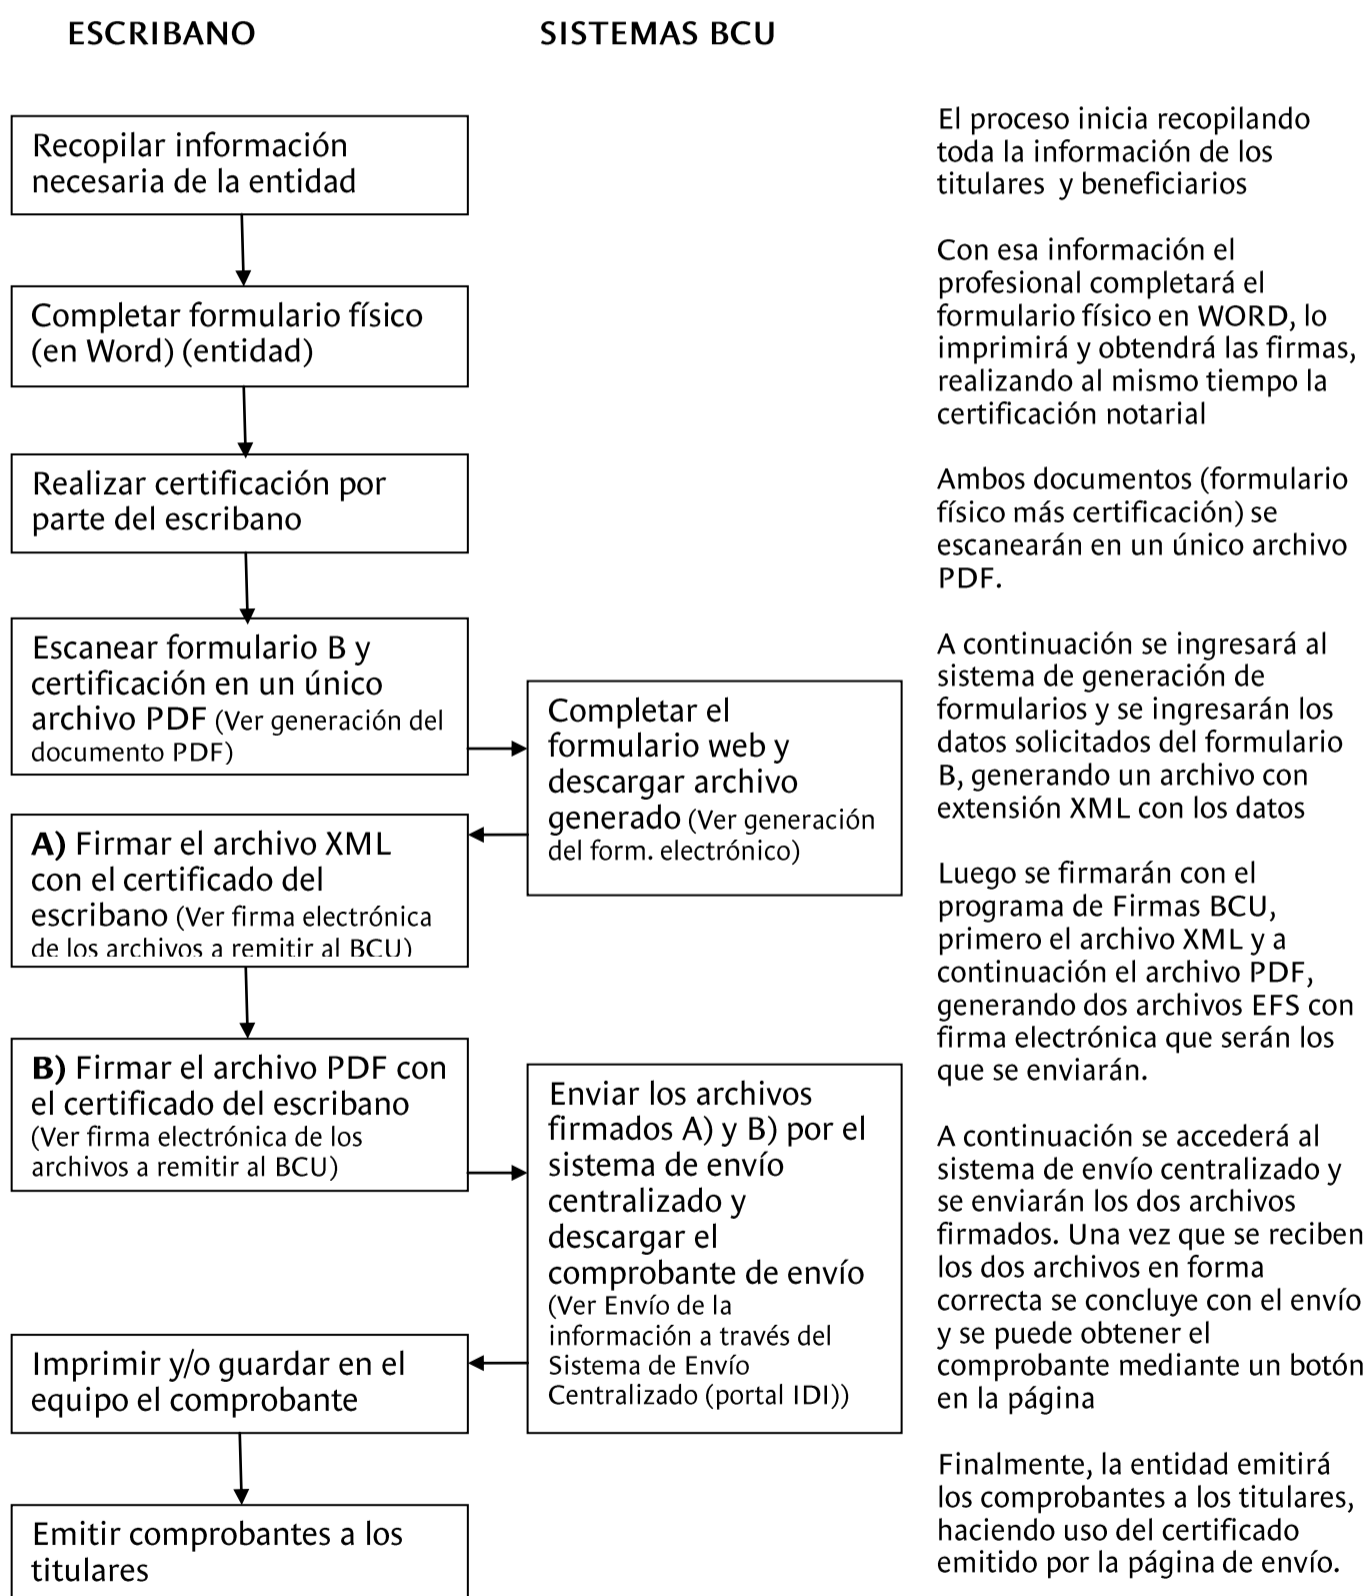 ESCRIBANO
SISTEMAS BCU
Recopilar información
necesaria de la entidad
Completar formulario físico
(en Word) (entidad)
Realizar certificación por
parte del escribano
Escanear formulario B y
certificación en un único
archivo PDF (Ver generación del
documento PDF)
Completar el
formulario web y
descargar archivo
generado (Ver generación
del form. electrónico)
A) Firmar el archivo XML
con el certificado del
escribano (Ver firma electrónica
de los archivos a remitir al BCU)
B) Firmar el archivo PDF con
el certificado del escribano
(Ver firma electrónica de los
archivos a remitir al BCU)
Enviar los archivos
firmados A) y B) por el
sistema de envío
centralizado y
descargar el
comprobante de envío
(Ver Envío de la
información a través del
Sistema de Envío
Centralizado (portal IDI))
Imprimir y/o guardar en el
equipo el comprobante
Emitir comprobantes a los
titulares
El proceso inicia recopilando
toda la información de los
titulares y beneficiarios
Con esa información el
profesional completará el
formulario físico en WORD, lo
imprimirá y obtendrá las firmas,
realizando al mismo tiempo la
certificación notarial
Ambos documentos (formulario
físico más certificación) se
escanearán en un único archivo
PDF.
A continuación se ingresará al
sistema de generación de
formularios y se ingresarán los
datos solicitados del formulario
B, generando un archivo con
extensión XML con los datos
Luego se firmarán con el
programa de Firmas BCU,
primero el archivo XML y a
continuación el archivo PDF,
generando dos archivos EFS con
firma electrónica que serán los
que se enviarán.
A continuación se accederá al
sistema de envío centralizado y
se enviarán los dos archivos
firmados. Una vez que se reciben
los dos archivos en forma
correcta se concluye con el envío
y se puede obtener el
comprobante mediante un botón
en la página
Finalmente, la entidad emitirá
los comprobantes a los titulares,
haciendo uso del certificado
emitido por la página de envío.